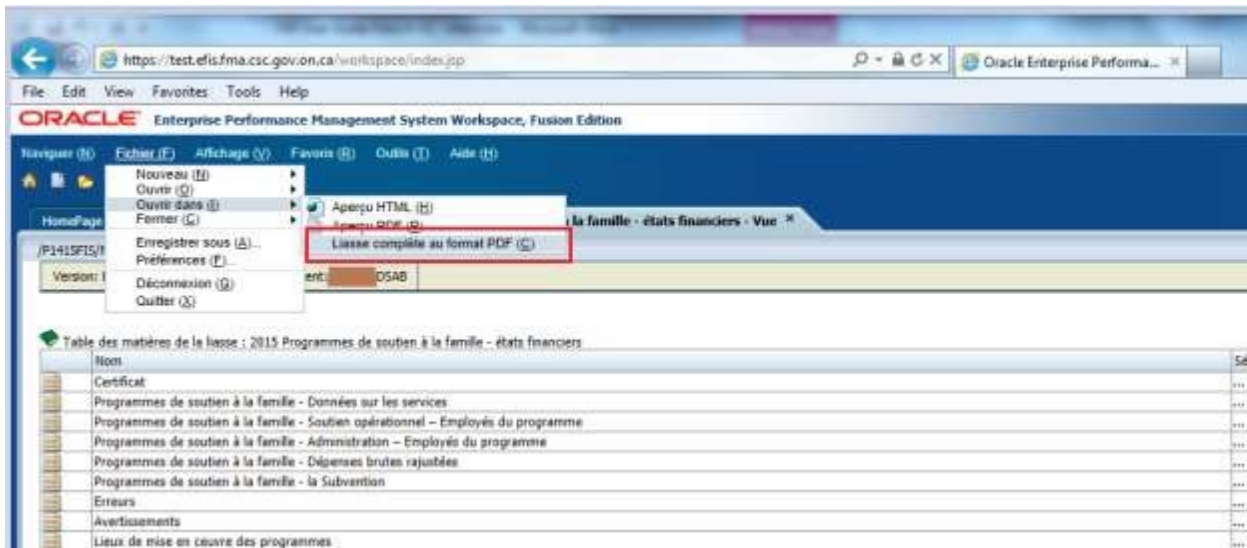 https://test.efis.fma.csc.gov.on.ca/workspace/index.jsp
Oracle Enterprise Performa...
File Edit View Favorites Tools Help
ORACLE Enterprise Performance Management System Workspace, Fusion Edition
Naviguer (N) Fichier (F) Affichage (V) Favoris (R) Outils (T) Aide (H)
Nouveau (N)
Ouvrir (O)
Ouvrir dans (I)
Aperçu HTML (H)
Fermer (C)
Aperçu PDF (P)
HomePage
la famille - états financiers - Vue
Enregistrer sous (A)...
Liasse complète au format PDF (C)
/P1415FIS/
Préférences (F)...
Version:
Déconnexion (G)
ent: DSAB
Quitter (X)
Table des matières de la liasse : 2015 Programmes de soutien à la famille - états financiers
Nom
Certificat
Programmes de soutien à la famille - Données sur les services
Programmes de soutien à la famille - Soutien opérationnel – Employés du programme
Programmes de soutien à la famille - Administration – Employés du programme
Programmes de soutien à la famille - Dépenses brutes rajustées
Programmes de soutien à la famille - la Subvention
Erreurs
Avertissements
Lieux de mise en oeuvre des programmes